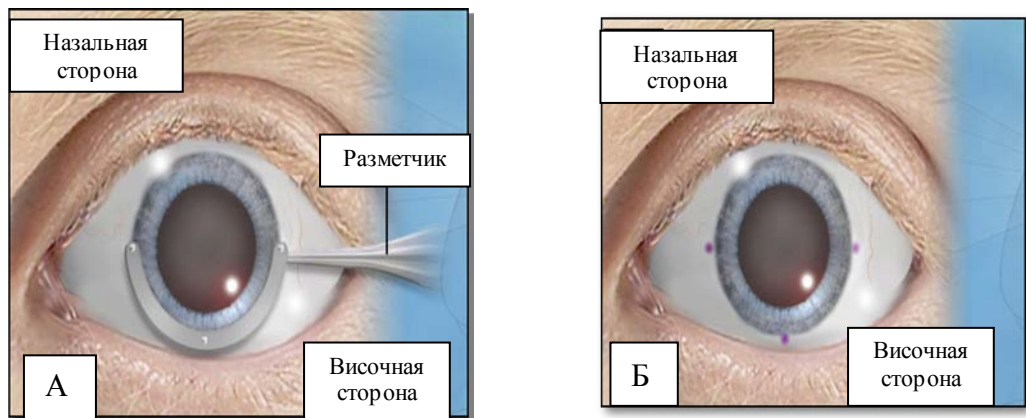 Назальная
сторона
Разметчик
А
Височная
сторона
Назальная
сторона
Б
Височная
сторона